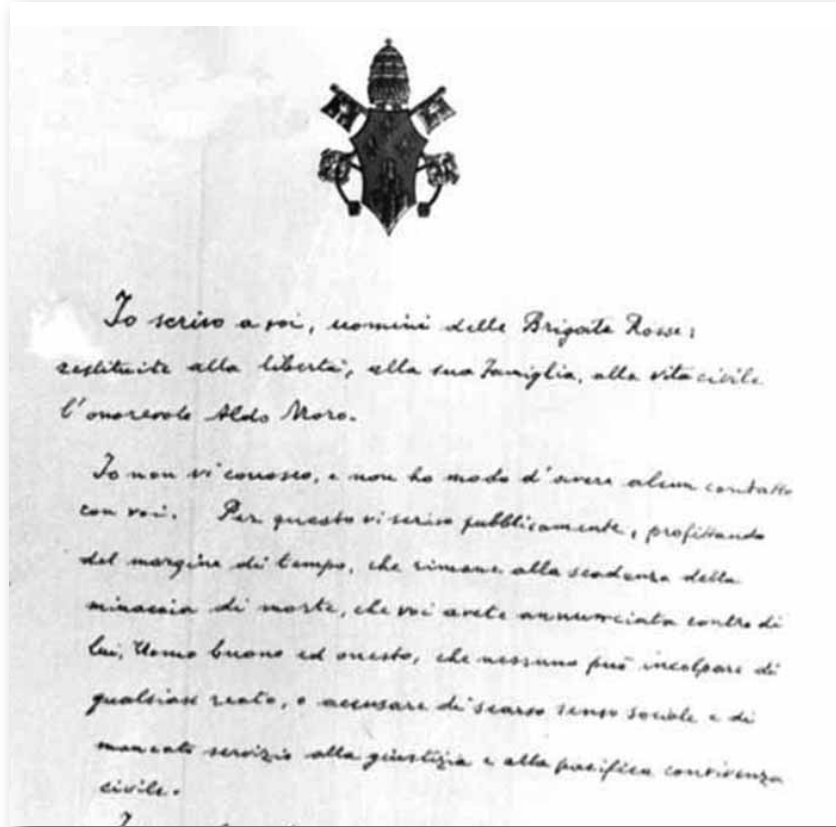 Io scrivo a voi, uomini delle Brigate Rosse:
restituite alla libertà, alla sua famiglia, alla vita civile
l'onorevole Aldo Moro.
Io non vi conosco, e non ho modo d'avere alcun contatto
con voi. Per questo vi scrivo pubblicamente, profittando
del margine di tempo, che rimane alla scadenza della
minaccia di morte, che voi avete annunciata contro di
lui, Uomo buono ed onesto, che nessuno può incolpare di
qualsiasi reato, o accusare di scarso senso sociale e di
mancato servizio alla giustizia e alla pacifica convivenza
civile.